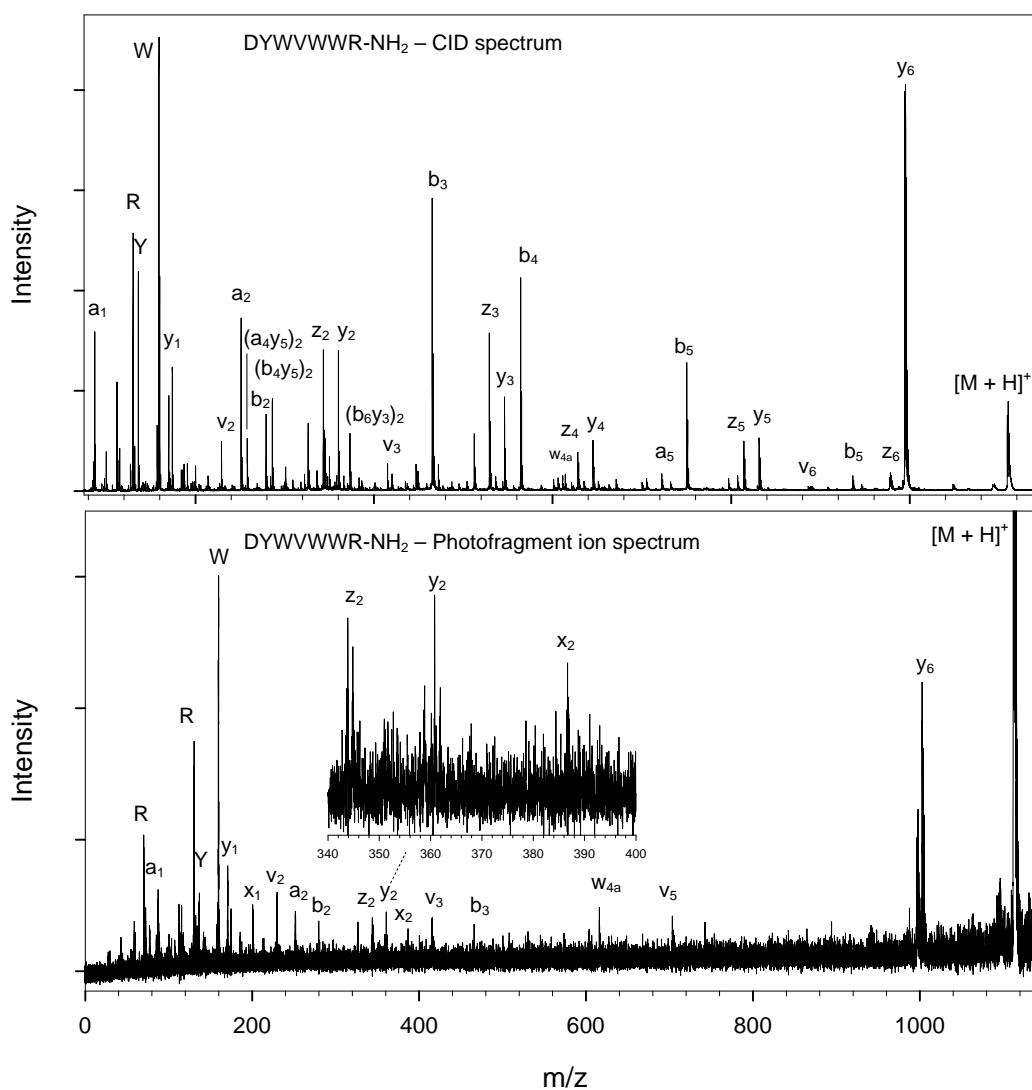 DYWVWWR-NH₂ – CID spectrum
W
y₆
R
Y
b₃
b₄
a₁
a₂
z₃
y₁
(a₄y₅)₂
z₂ y₂
b₅
[M + H]⁺
(b₄y₅)₂
y₃
b₂
(b₆y₃)₂
z₄ y₄
z₅ y₅
v₂
v₃
w₄ₐ
a₅
v₆
b₅ z₆
Intensity
DYWVWWR-NH₂ – Photofragment ion spectrum
[M + H]⁺
W
y₂
z₂
x₂
y₆
R
R
340 350 360 370 380 390 400
a₁
Y
y₁
x₁
v₂
a₂
b₂
z₂
y₂
x₂
v₃
b₃
w₄ₐ
v₅
Intensity
0 200 400 600 800 1000
m/z